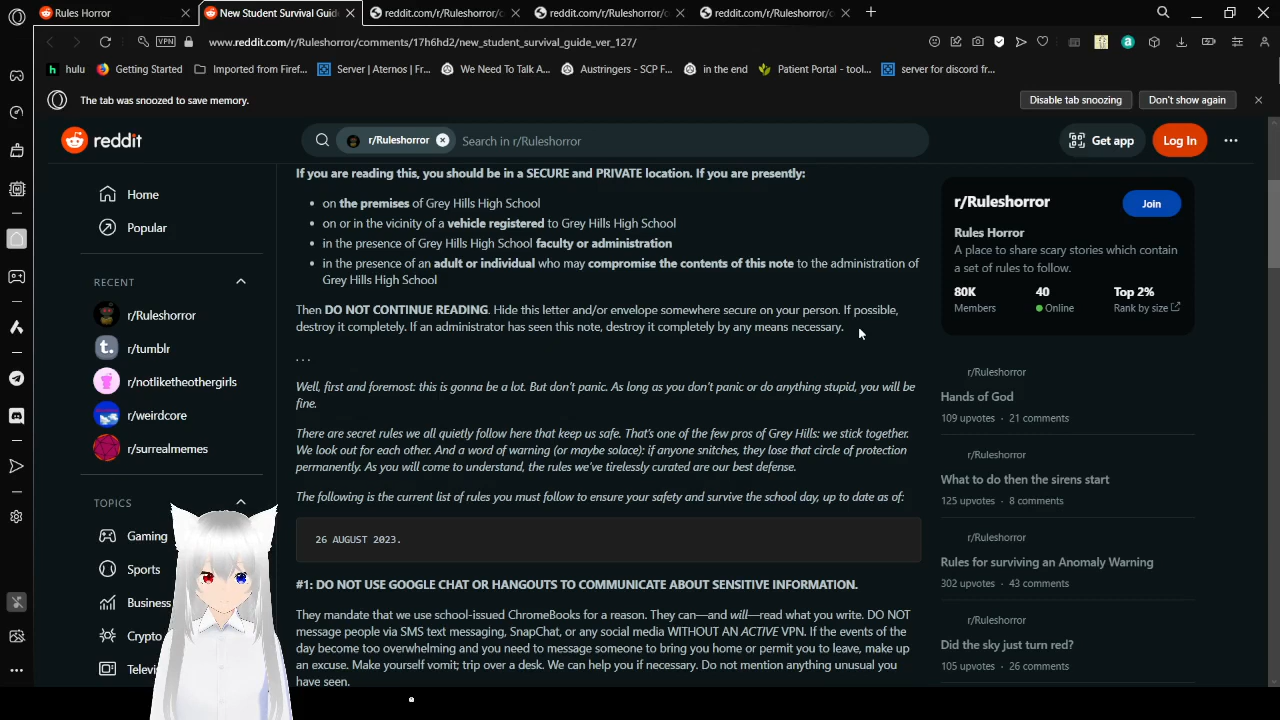 Rules Horror
New Student Survival Guide
reddit.com/r/Ruleshorror/c
reddit.com/r/Ruleshorror/c
reddit.com/r/Ruleshorror/c
VPN
www.reddit.com/r/Ruleshorror/comments/17h6hd2/new_student_survival_guide_ver_127/
hulu
Getting Started
Imported from Firef...
Server | Aternos | Fr...
We Need To Talk A...
Austringers - SCP F...
in the end
Patient Portal - tool...
server for discord fr...
The tab was snoozed to save memory.
Disable tab snoozing
Don't show again
reddit
r/Ruleshorror
Search in r/Ruleshorror
Get app
Log In
Home
Popular
RECENT
r/Ruleshorror
r/tumblr
r/notliketheothergirls
r/weirdcore
r/surrealmemes
TOPICS
Gaming
Sports
Business
Crypto
Televi
If you are reading this, you should be in a SECURE and PRIVATE location. If you are presently:
• on the premises of Grey Hills High School
• on or in the vicinity of a vehicle registered to Grey Hills High School
• in the presence of Grey Hills High School faculty or administration
• in the presence of an adult or individual who may compromise the contents of this note to the administration of
Grey Hills High School
Then DO NOT CONTINUE READING. Hide this letter and/or envelope somewhere secure on your person. If possible,
destroy it completely. If an administrator has seen this note, destroy it completely by any means necessary.
. . .
Well, first and foremost: this is gonna be a lot. But don't panic. As long as you don't panic or do anything stupid, you will be
fine.
There are secret rules we all quietly follow here that keep us safe. That's one of the few pros of Grey Hills: we stick together.
We look out for each other. And a word of warning (or maybe solace): if anyone snitches, they lose that circle of protection
permanently. As you will come to understand, the rules we've tirelessly curated are our best defense.
The following is the current list of rules you must follow to ensure your safety and survive the school day, up to date as of:
26 AUGUST 2023.
#1: DO NOT USE GOOGLE CHAT OR HANGOUTS TO COMMUNICATE ABOUT SENSITIVE INFORMATION.
They mandate that we use school-issued ChromeBooks for a reason. They can—and will—read what you write. DO NOT
message people via SMS text messaging, SnapChat, or any social media WITHOUT AN ACTIVE VPN. If the events of the
day become too overwhelming and you need to message someone to bring you home or permit you to leave, make up
an excuse. Make yourself vomit; trip over a desk. We can help you if necessary. Do not mention anything unusual you
have seen.
r/Ruleshorror
Join
Rules Horror
A place to share scary stories which contain
a set of rules to follow.
80K
Members
40
Online
Top 2%
Rank by size
r/Ruleshorror
Hands of God
109 upvotes · 21 comments
r/Ruleshorror
What to do then the sirens start
125 upvotes · 8 comments
r/Ruleshorror
Rules for surviving an Anomaly Warning
302 upvotes · 43 comments
r/Ruleshorror
Did the sky just turn red?
105 upvotes · 26 comments